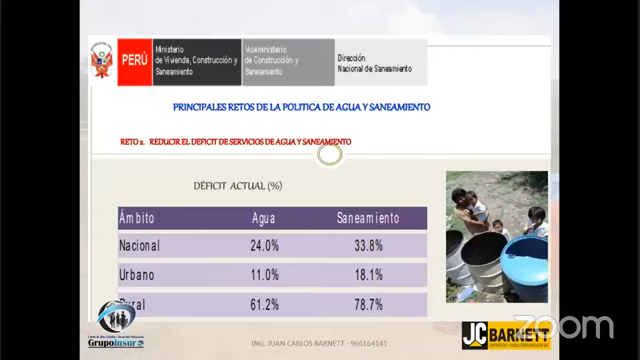 PERÚ
Ministerio
de Vivienda, Construcción y
Saneamiento
Viceministerio
de Construcción y
Saneamiento
Dirección
Nacional de Saneamiento
PRINCIPALES RETOS DE LA POLITICA DE AGUA Y SANEAMIENTO
RETO 2. REDUCIR EL DEFICIT DE SERVICIOS DE AGUA Y SANEAMIENTO
DÉFICIT ACTUAL (%)
Ámbito Agua Saneamiento
Nacional 24.0% 33.8%
Urbano 11.0% 18.1%
Rural 61.2% 78.7%
GrupoInsur
ING. JUAN CARLOS BARNETT - 966164141
JC BARNETT
zoom